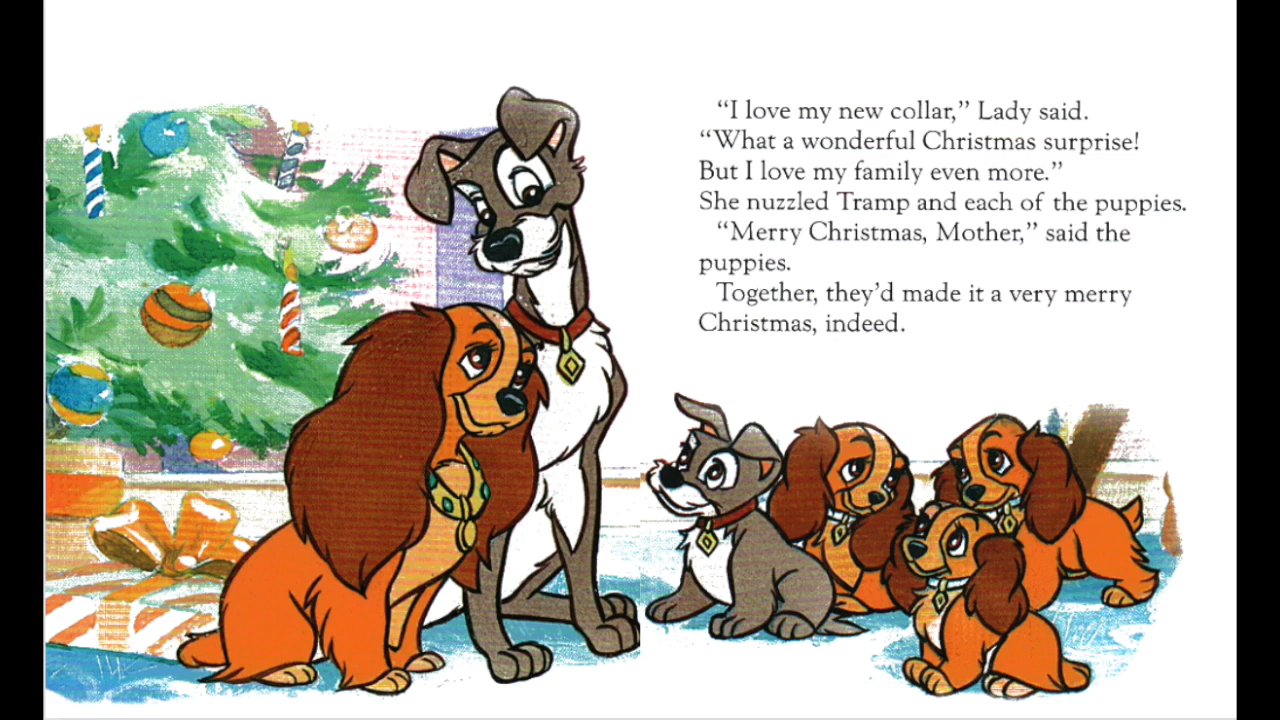 “I love my new collar,” Lady said.
“What a wonderful Christmas surprise!
But I love my family even more.”
She nuzzled Tramp and each of the puppies.
“Merry Christmas, Mother,” said the
puppies.
Together, they’d made it a very merry
Christmas, indeed.